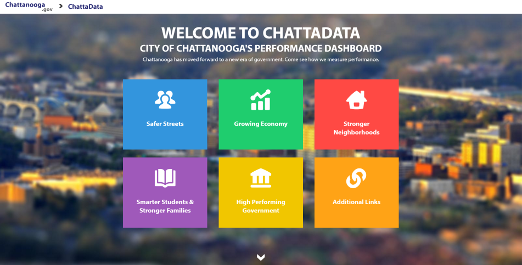 Chattanooga
.gov
ChattaData
WELCOME TO CHATTADATA
CITY OF CHATTANOOGA'S PERFORMANCE DASHBOARD
Chattanooga has moved forward to a new era of government. Come see how we measure performance.
Safer Streets
Growing Economy
Stronger
Neighborhoods
Smarter Students &
Stronger Families
High Performing
Government
Additional Links